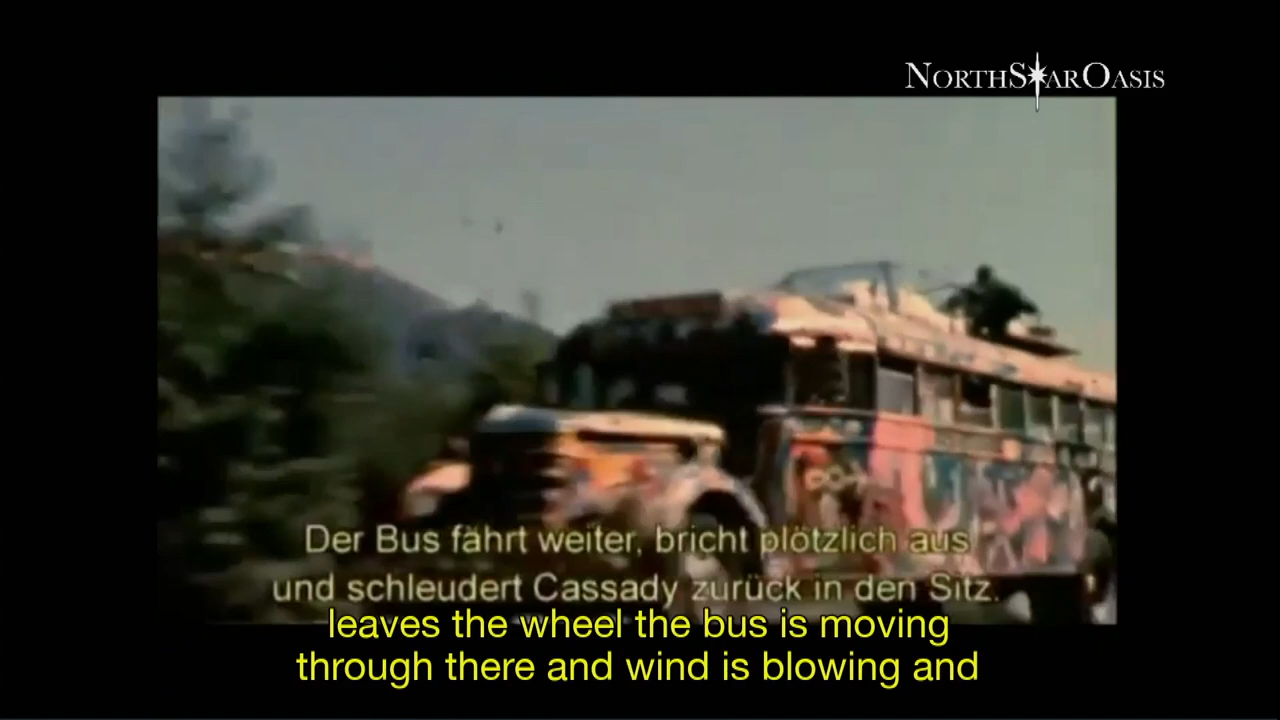 NORTHSTAROASIS
Der Bus fährt weiter, bricht plötzlich aus
und schleudert Cassady zurück in den Sitz.
leaves the wheel the bus is moving
through there and wind is blowing and